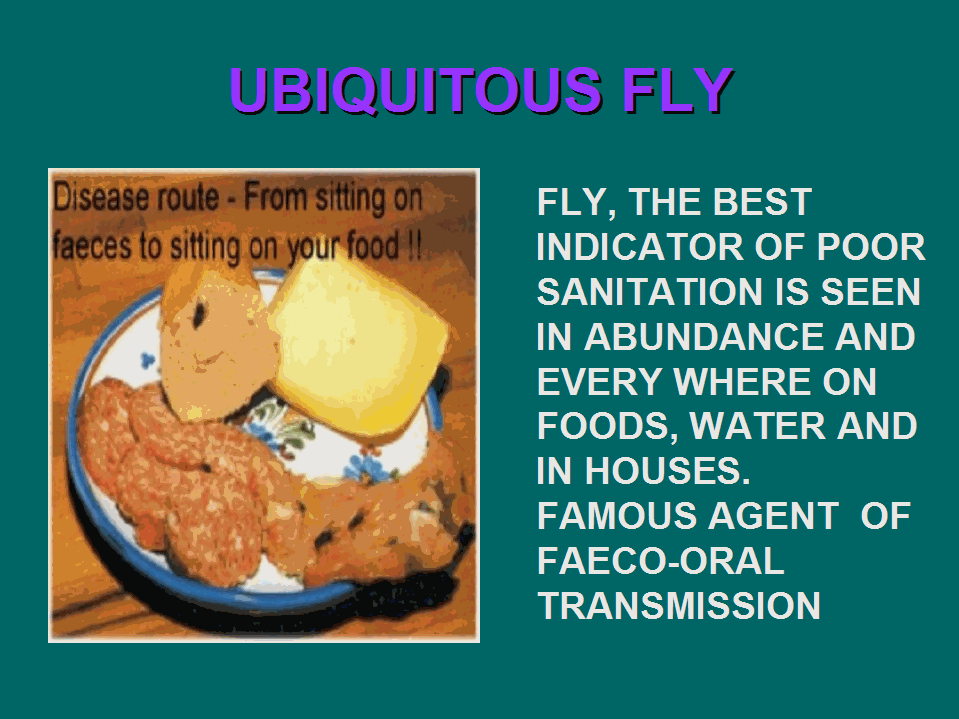 UBIQUITOUS FLY
Disease route - From sitting on
faeces to sitting on your food !!
FLY, THE BEST
INDICATOR OF POOR
SANITATION IS SEEN
IN ABUNDANCE AND
EVERY WHERE ON
FOODS, WATER AND
IN HOUSES.
FAMOUS AGENT  OF
FAECO-ORAL
TRANSMISSION